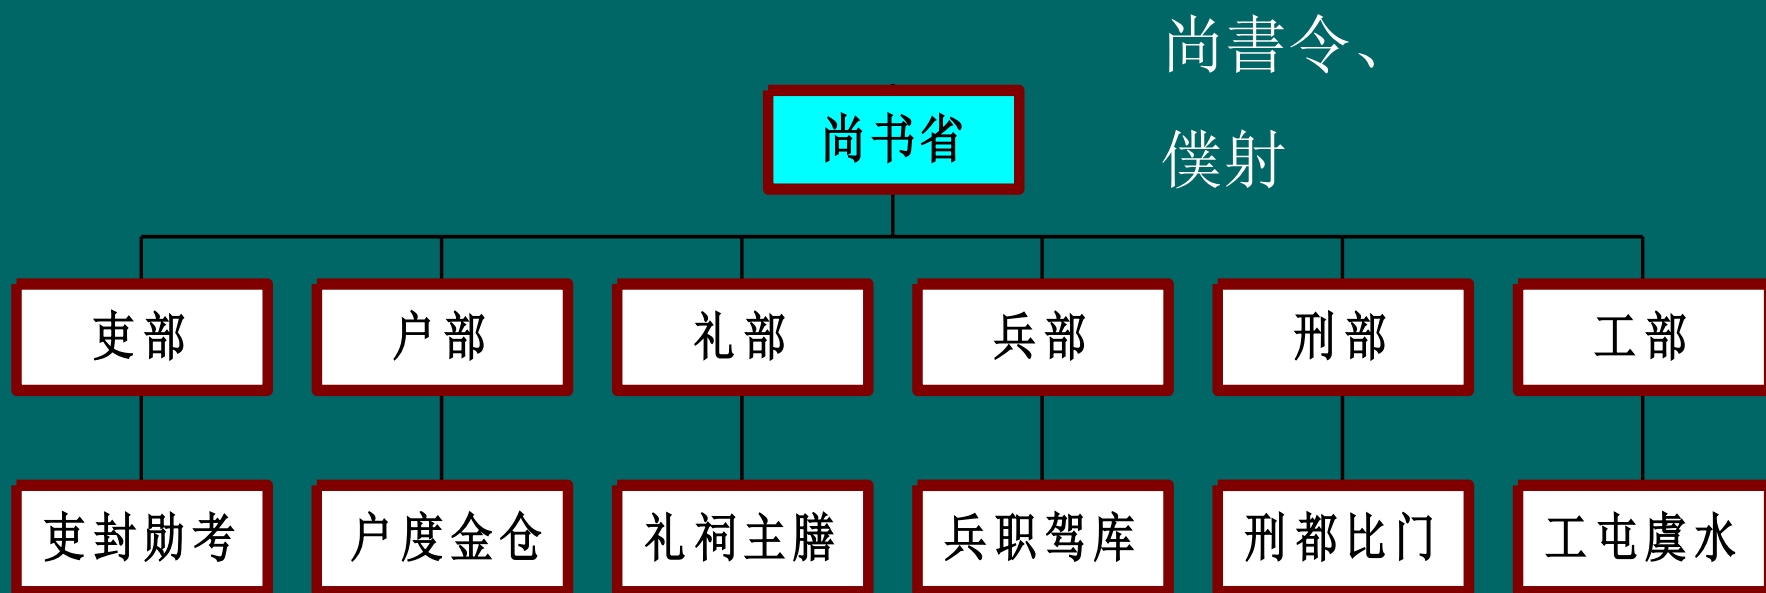 尚書令、
僕射
尚书省
吏部
户部
礼部
兵部
刑部
工部
吏封勋考
户度金仓
礼祠主膳
兵职驾库
刑都比门
工屯虞水